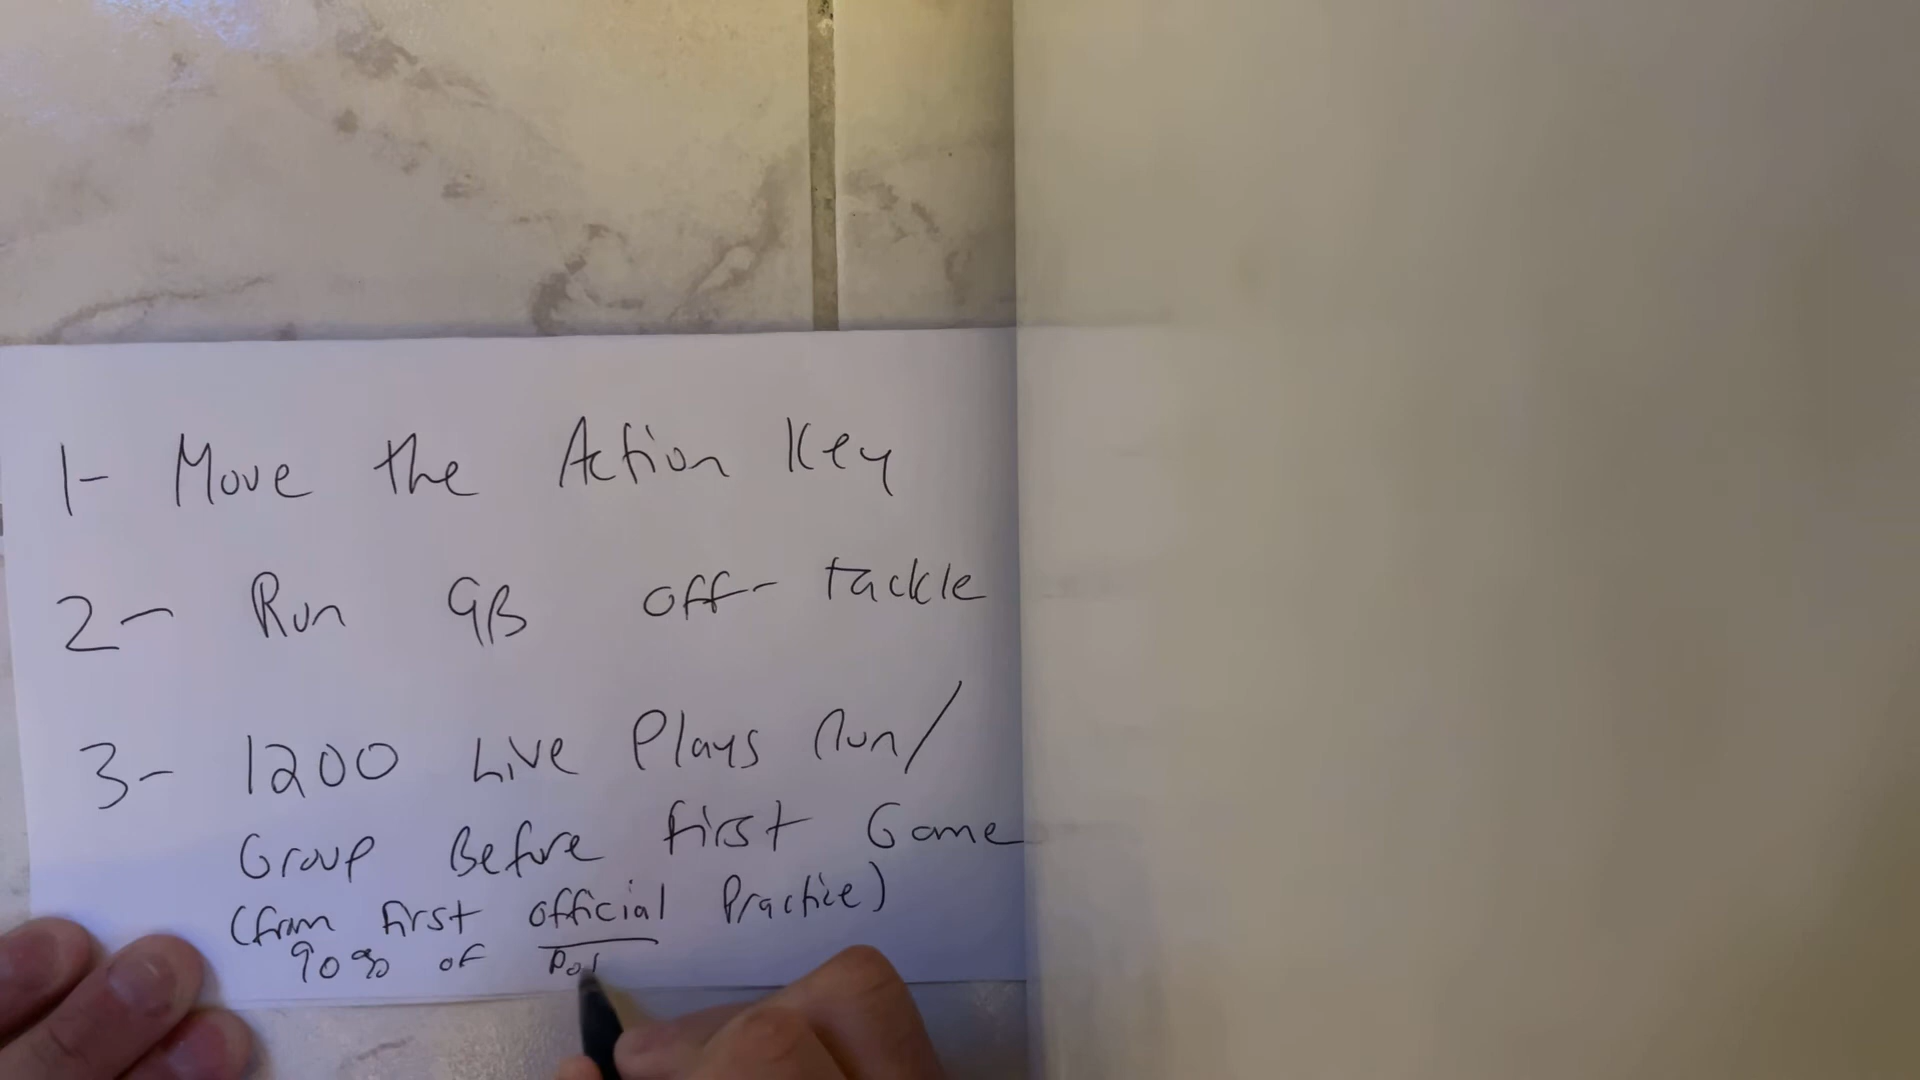 1- Move the Action Key
2- Run QB off-tackle
3- 1200 Live Plays Run/
Group Before first Game
(from first official Practice)
90% of